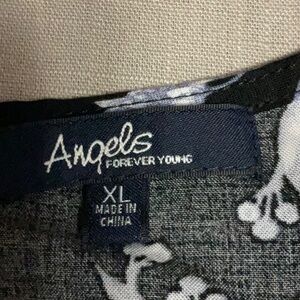 Angels
FOREVER YOUNG
XL
MADE IN
CHINA